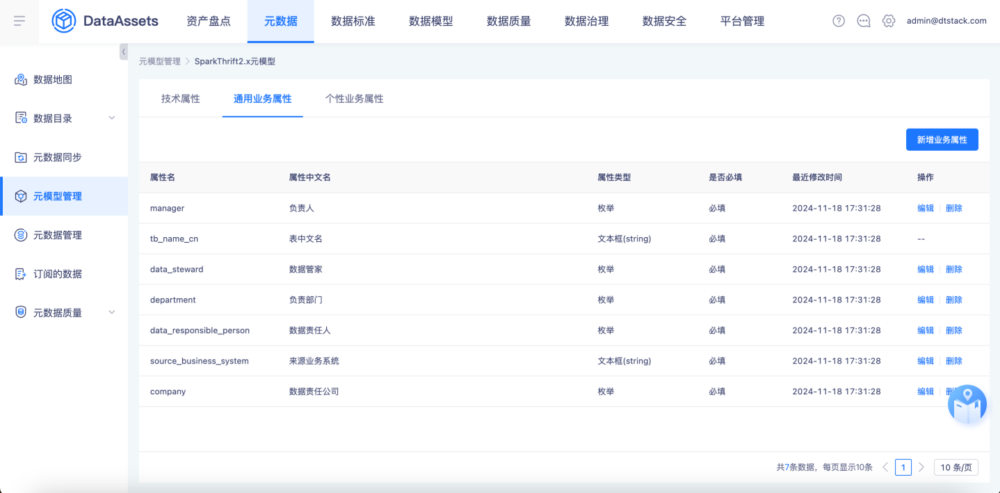 DataAssets 资产盘点 元数据 数据标准 数据模型 数据质量 数据治理 数据安全 平台管理 admin@dtstack.com
数据地图
数据目录
元数据同步
元模型管理
元数据管理
订阅的数据
元数据质量
元模型管理 > SparkThrift2.x元模型
技术属性 通用业务属性 个性业务属性
新增业务属性
属性名 属性中文名 属性类型 是否必填 最近修改时间 操作
manager 负责人 枚举 必填 2024-11-18 17:31:28 编辑 删除
tb_name_cn 表中文名 文本框(string) 必填 2024-11-18 17:31:28 --
data_steward 数据管家 枚举 必填 2024-11-18 17:31:28 编辑 删除
department 负责部门 枚举 必填 2024-11-18 17:31:28 编辑 删除
data_responsible_person 数据责任人 枚举 必填 2024-11-18 17:31:28 编辑 删除
source_business_system 来源业务系统 文本框(string) 必填 2024-11-18 17:31:28 编辑 删除
company 数据责任公司 枚举 必填 2024-11-18 17:31:28 编辑
共7条数据，每页显示10条 < 1 > 10 条/页